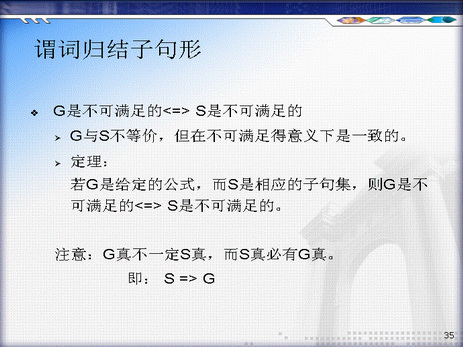 谓词归结子句形
❖ G是不可满足的<=> S是不可满足的
➢ G与S不等价，但在不可满足得意义下是一致的。
➢ 定理：
若G是给定的公式，而S是相应的子句集，则G是不
可满足的<=> S是不可满足的。
注意：G真不一定S真，而S真必有G真。
即： S => G
35